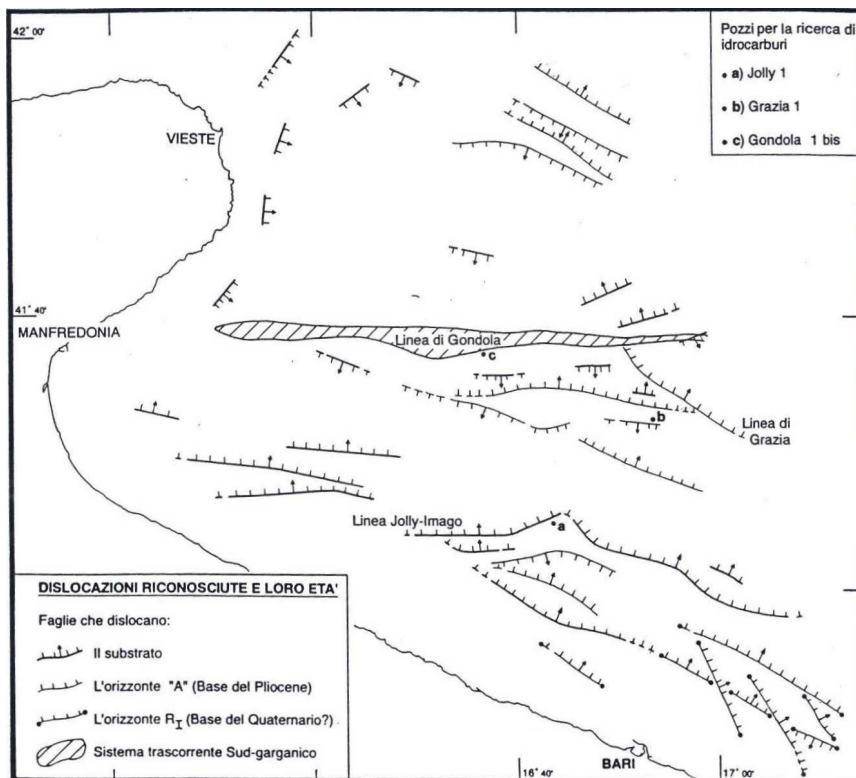 42° 00'
Pozzi per la ricerca di
idrocarburi
a) Jolly 1
b) Grazia 1
c) Gondola 1 bis
VIESTE
41° 40'
MANFREDONIA
Linea di Gondola
c
b
Linea di
Grazia
Linea Jolly-Imago
a
DISLOCAZIONI RICONOSCIUTE E LORO ETA'
Faglie che dislocano:
Il substrato
L'orizzonte "A" (Base del Pliocene)
L'orizzonte RI (Base del Quaternario?)
Sistema trascorrente Sud-garganico
BARI
16° 40'
17° 00'